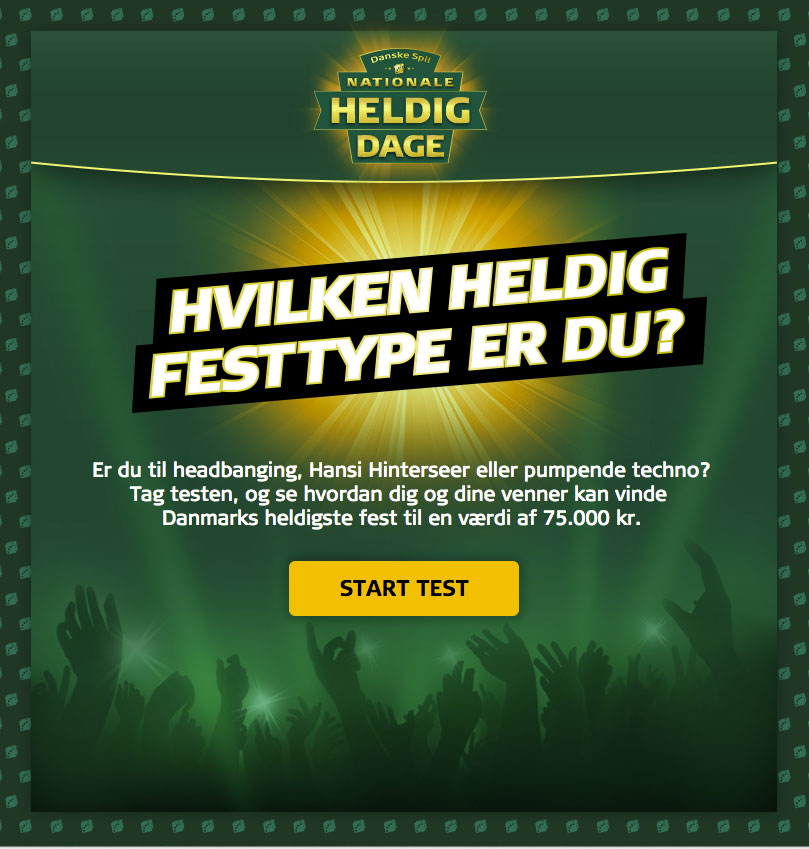 Danske Spil
NATIONALE
HELDIG
DAGE
HVILKEN HELDIG
FESTTYPE ER DU?
Er du til headbanging, Hansi Hinterseer eller pumpende techno?
Tag testen, og se hvordan dig og dine venner kan vinde
Danmarks heldigste fest til en værdi af 75.000 kr.
START TEST